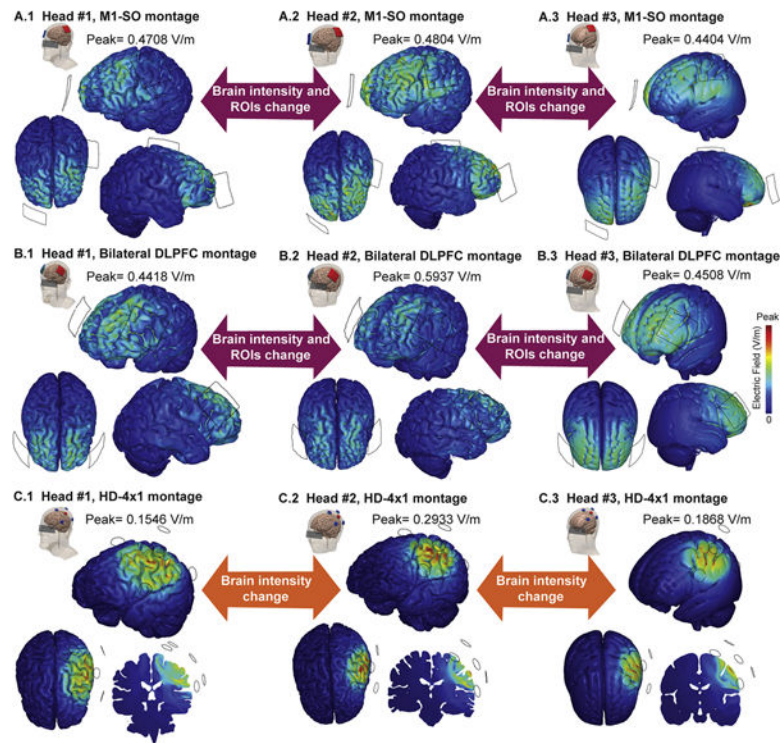 A.1 Head #1, M1-SO montage
Peak= 0.4708 V/m
A.2 Head #2, M1-SO montage
Peak= 0.4804 V/m
A.3 Head #3, M1-SO montage
Peak= 0.4404 V/m
Brain intensity and
ROIs change
Brain intensity and
ROIs change
B.1 Head #1, Bilateral DLPFC montage
Peak= 0.4418 V/m
B.2 Head #2, Bilateral DLPFC montage
Peak= 0.5937 V/m
B.3 Head #3, Bilateral DLPFC montage
Peak= 0.4508 V/m
Brain intensity and
ROIs change
Brain intensity and
ROIs change
Peak
Electric Field (V/m)
0
C.1 Head #1, HD-4x1 montage
Peak= 0.1546 V/m
C.2 Head #2, HD-4x1 montage
Peak= 0.2933 V/m
C.3 Head #3, HD-4x1 montage
Peak= 0.1868 V/m
Brain intensity
change
Brain intensity
change